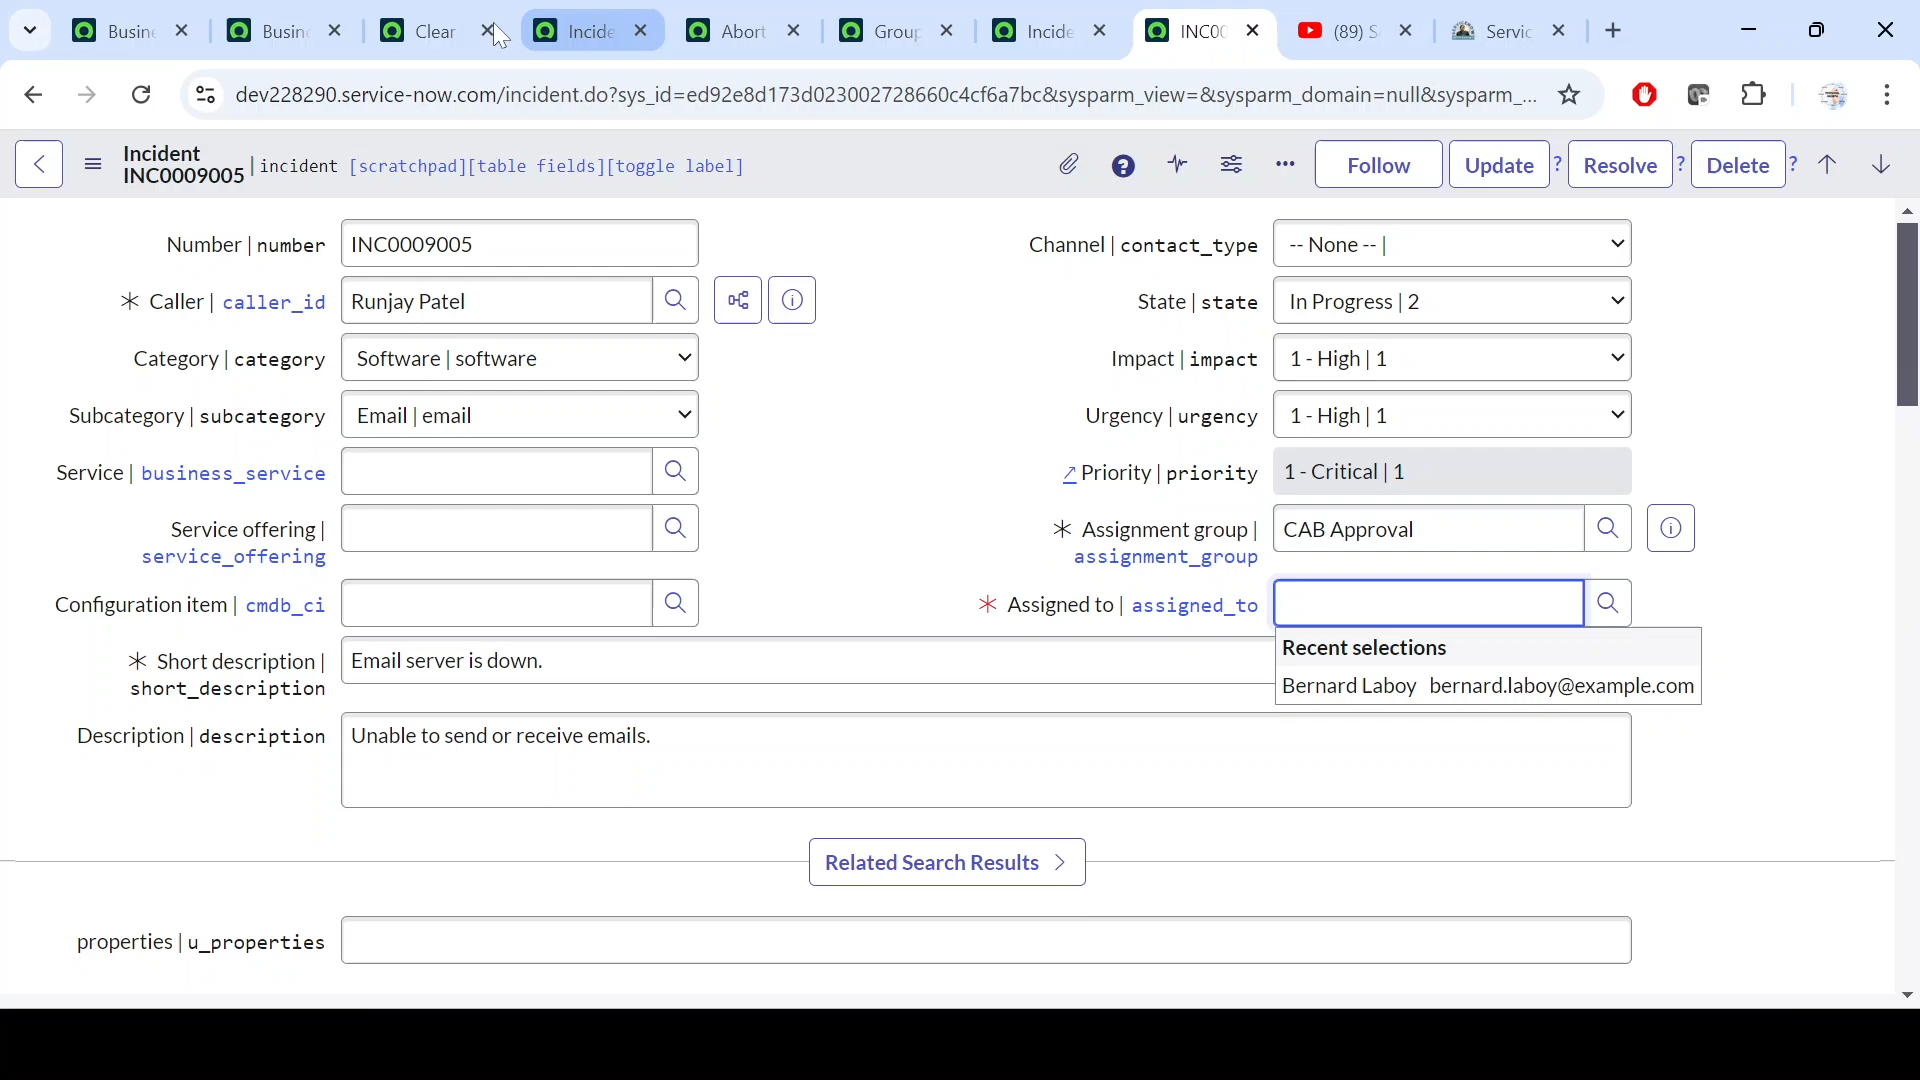 Busine
Busine
Clear
Incide
Abort
Group
Incide
INC00
(89) S
Servic
dev228290.service-now.com/incident.do?sys_id=ed92e8d173d023002728660c4cf6a7bc&sysparm_view=&sysparm_domain=null&sysparm_...
Incident
INC0009005
incident [scratchpad][table fields][toggle label]
Follow
Update
?
Resolve
?
Delete
?
Number | number
INC0009005
Channel | contact_type
-- None -- |
Caller | caller_id
Runjay Patel
State | state
In Progress | 2
Category | category
Software | software
Impact | impact
1 - High | 1
Subcategory | subcategory
Email | email
Urgency | urgency
1 - High | 1
Service | business_service
Priority | priority
1 - Critical | 1
Service offering |
service_offering
Assignment group |
assignment_group
CAB Approval
Configuration item | cmdb_ci
Assigned to | assigned_to
Recent selections
Bernard Laboy bernard.laboy@example.com
Short description |
short_description
Email server is down.
Description | description
Unable to send or receive emails.
Related Search Results
properties | u_properties